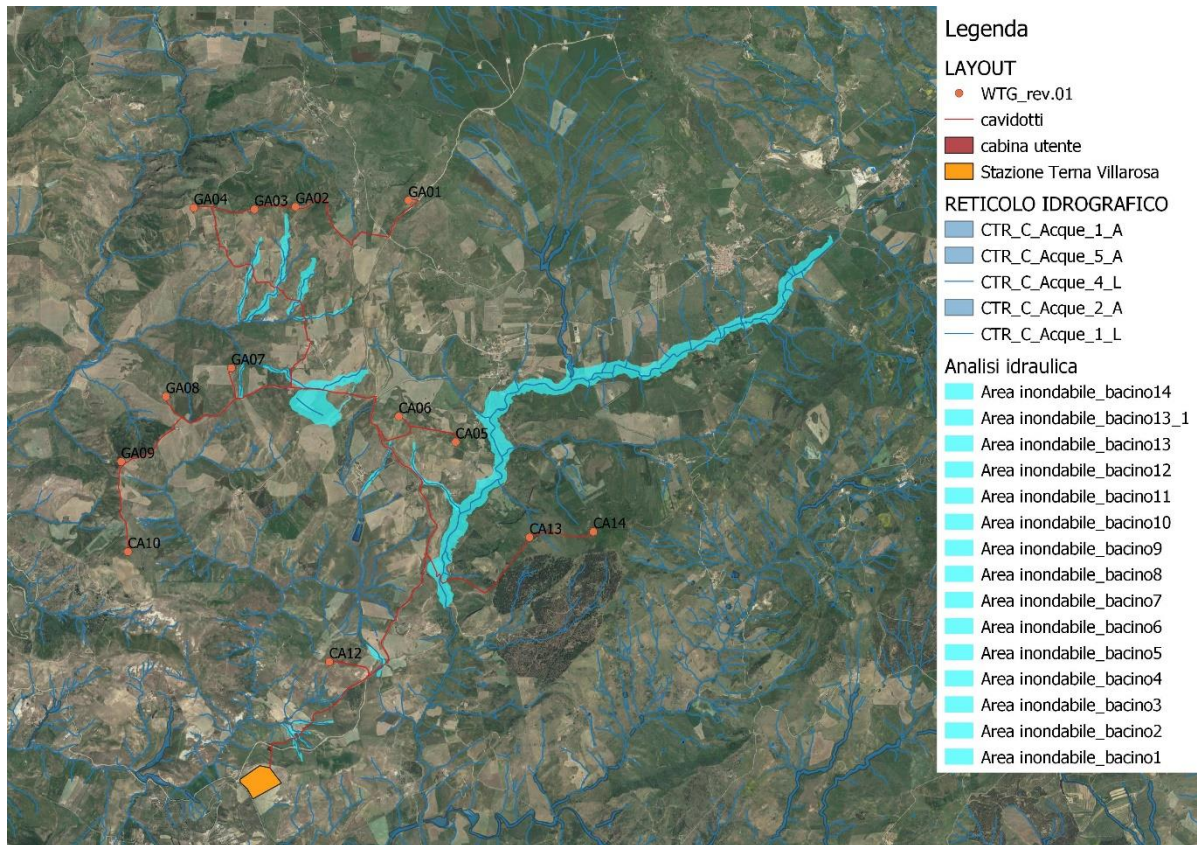 GA04
GA03
GA02
GA01
GA07
GA08
CA06
CA05
GA09
CA13
CA14
CA10
CA12
Legenda
LAYOUT
WTG_rev.01
cavidotti
cabina utente
Stazione Terna Villarosa
RETICOLO IDROGRAFICO
CTR_C_Acque_1_A
CTR_C_Acque_5_A
CTR_C_Acque_4_L
CTR_C_Acque_2_A
CTR_C_Acque_1_L
Analisi idraulica
Area inondabile_bacino14
Area inondabile_bacino13_1
Area inondabile_bacino13
Area inondabile_bacino12
Area inondabile_bacino11
Area inondabile_bacino10
Area inondabile_bacino9
Area inondabile_bacino8
Area inondabile_bacino7
Area inondabile_bacino6
Area inondabile_bacino5
Area inondabile_bacino4
Area inondabile_bacino3
Area inondabile_bacino2
Area inondabile_bacino1